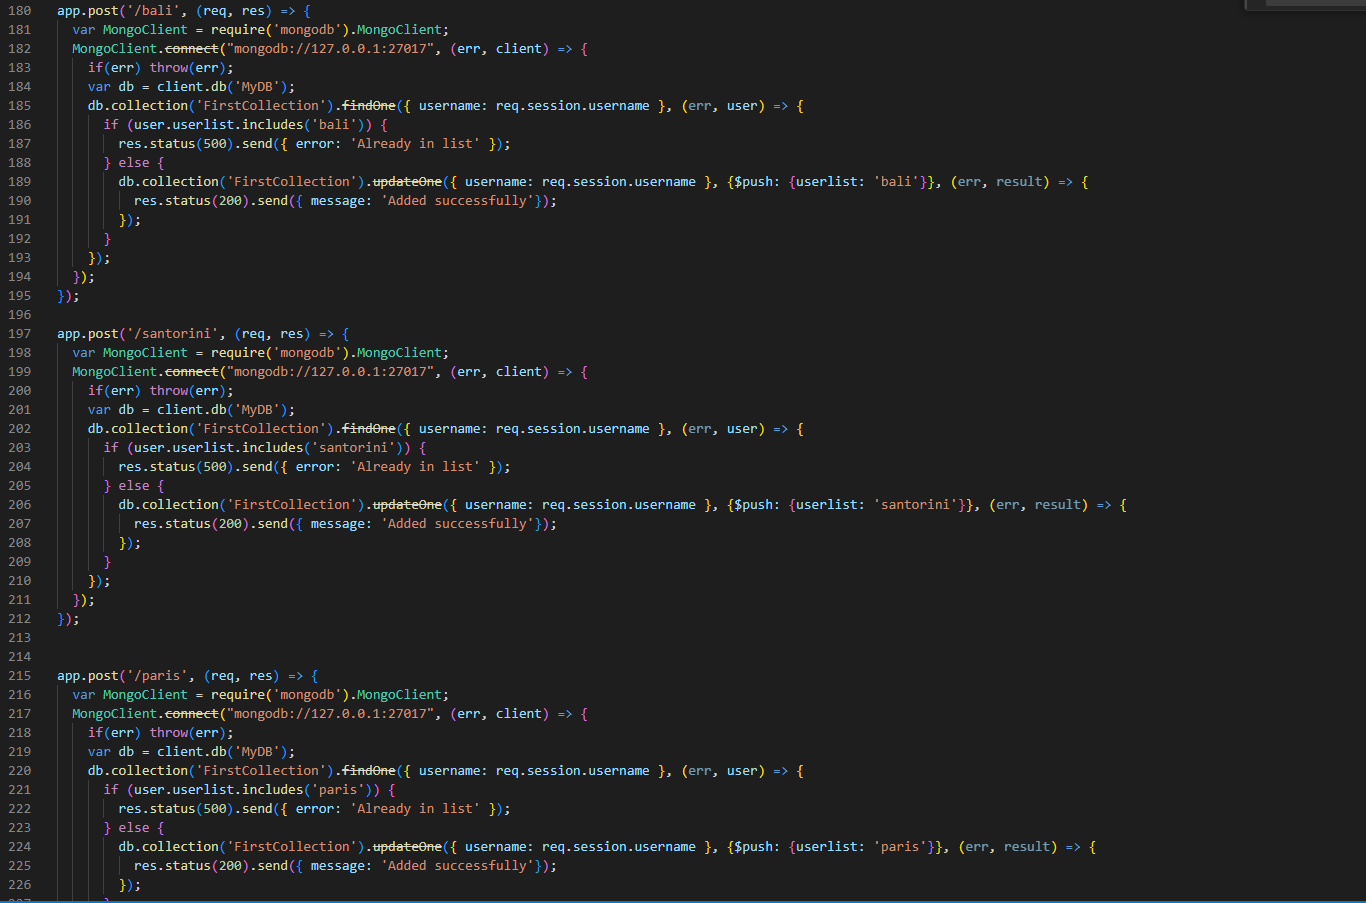 180 app.post('/bali', (req, res) => {
181 var MongoClient = require('mongodb').MongoClient;
182 MongoClient.connect("mongodb://127.0.0.1:27017", (err, client) => {
183 if(err) throw(err);
184 var db = client.db('MyDB');
185 db.collection('FirstCollection').findOne({ username: req.session.username }, (err, user) => {
186 if (user.userlist.includes('bali')) {
187 res.status(500).send({ error: 'Already in list' });
188 } else {
189 db.collection('FirstCollection').updateOne({ username: req.session.username }, {$push: {userlist: 'bali'}}, (err, result) => {
190 res.status(200).send({ message: 'Added successfully'});
191 });
192 }
193 });
194 });
195 });
196
197 app.post('/santorini', (req, res) => {
198 var MongoClient = require('mongodb').MongoClient;
199 MongoClient.connect("mongodb://127.0.0.1:27017", (err, client) => {
200 if(err) throw(err);
201 var db = client.db('MyDB');
202 db.collection('FirstCollection').findOne({ username: req.session.username }, (err, user) => {
203 if (user.userlist.includes('santorini')) {
204 res.status(500).send({ error: 'Already in list' });
205 } else {
206 db.collection('FirstCollection').updateOne({ username: req.session.username }, {$push: {userlist: 'santorini'}}, (err, result) => {
207 res.status(200).send({ message: 'Added successfully'});
208 });
209 }
210 });
211 });
212 });
213
214
215 app.post('/paris', (req, res) => {
216 var MongoClient = require('mongodb').MongoClient;
217 MongoClient.connect("mongodb://127.0.0.1:27017", (err, client) => {
218 if(err) throw(err);
219 var db = client.db('MyDB');
220 db.collection('FirstCollection').findOne({ username: req.session.username }, (err, user) => {
221 if (user.userlist.includes('paris')) {
222 res.status(500).send({ error: 'Already in list' });
223 } else {
224 db.collection('FirstCollection').updateOne({ username: req.session.username }, {$push: {userlist: 'paris'}}, (err, result) => {
225 res.status(200).send({ message: 'Added successfully'});
226 });